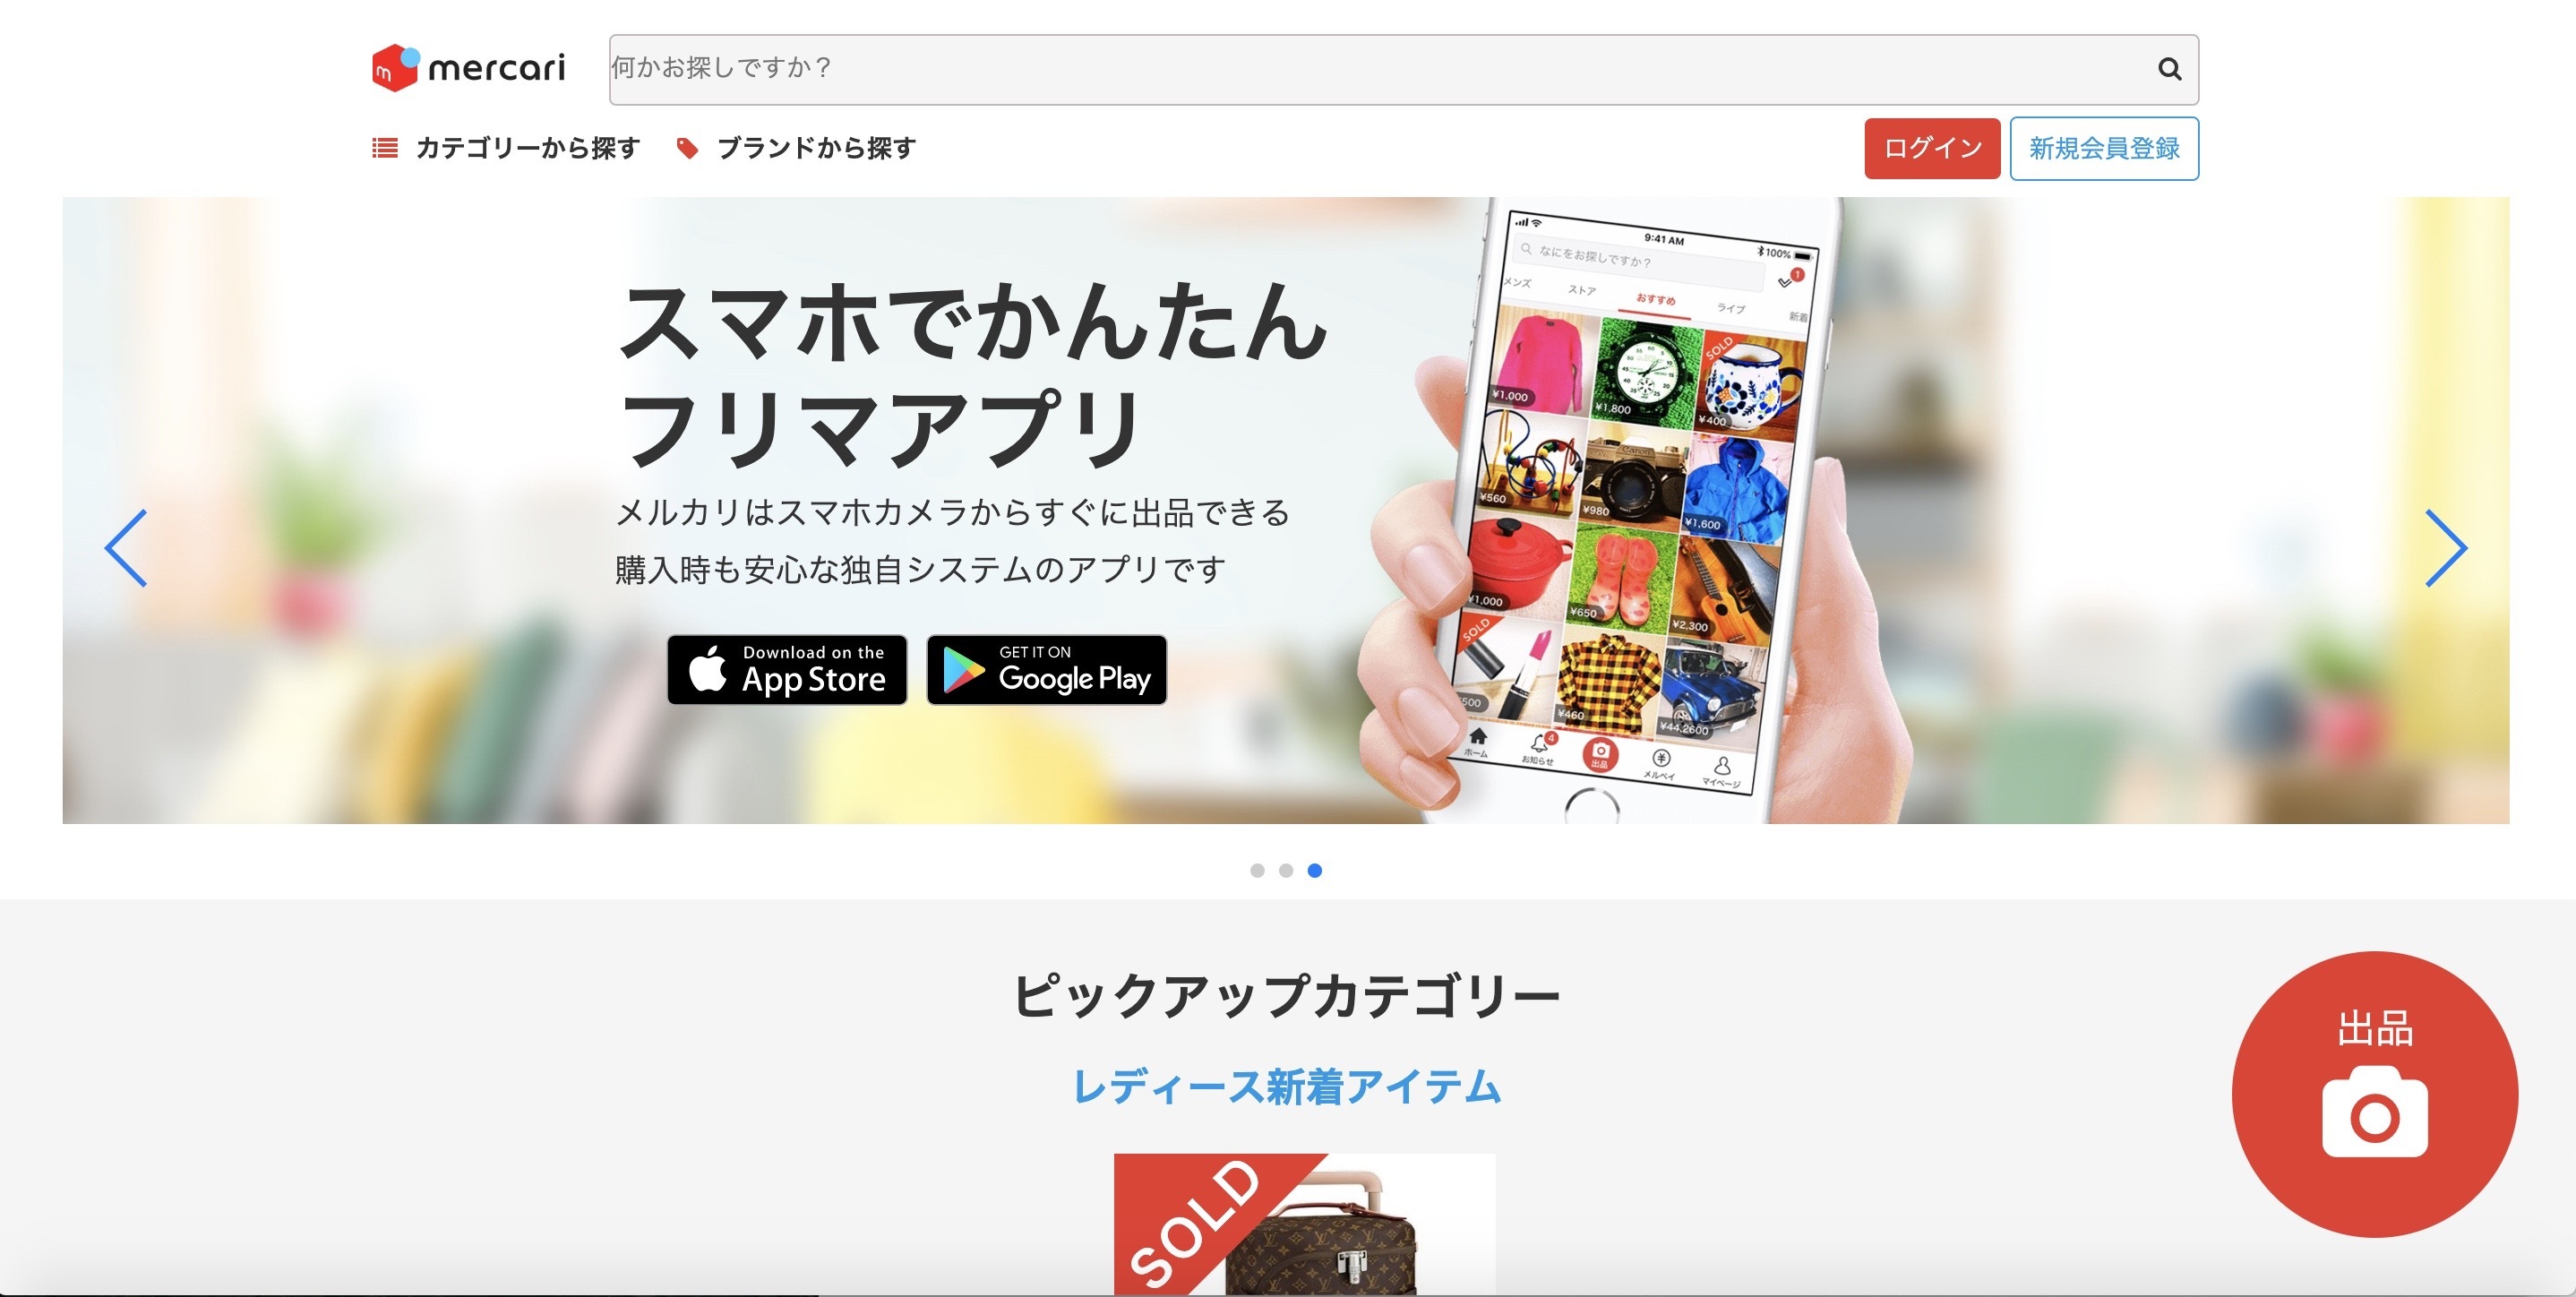 mercari
何かお探しですか？
カテゴリーから探す ブランドから探す
ログイン 新規会員登録
スマホでかんたん
フリマアプリ
メルカリはスマホカメラからすぐに出品できる
購入時も安心な独自システムのアプリです
Download on the
App Store
GET IT ON
Google Play
9:41 AM
100%
なにをお探しですか？
1
メンズ ストア おすすめ ライブ 新着
SOLD
¥1,000 ¥1,800 ¥400
Canon
¥560 ¥980 ¥1,600
¥1,000 ¥650 ¥2,300
SOLD
¥460 ¥44,2600
4
ホーム お知らせ 出品 メルペイ マイページ
ピックアップカテゴリー
レディース新着アイテム
出品
SOLD